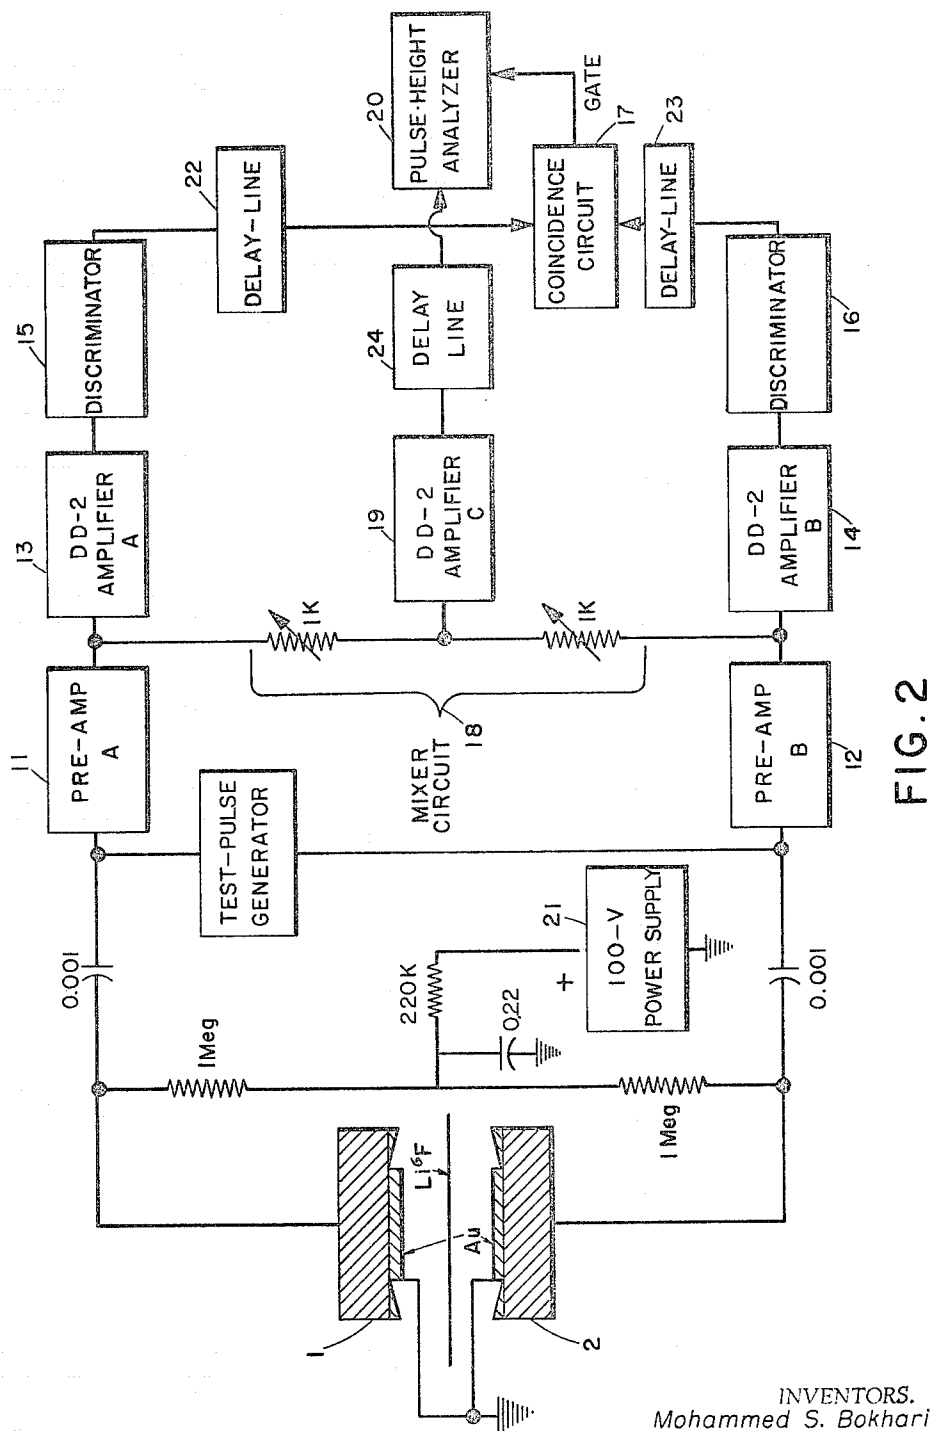 11
PRE-AMP
A
13
DD-2
AMPLIFIER
A
15
DISCRIMINATOR
22
DELAY-LINE
0.001
TEST-PULSE
GENERATOR
1Meg
1K
MIXER
CIRCUIT
18
19
DD-2
AMPLIFIER
C
24
DELAY
LINE
20
PULSE-HEIGHT
ANALYZER
GATE
COINCIDENCE
CIRCUIT
17
1K
220K
0.22
+
21
100-V
POWER SUPPLY
1
Li⁶F
Au
2
1Meg
0.001
PRE-AMP
B
12
DD-2
AMPLIFIER
B
14
DISCRIMINATOR
16
DELAY-LINE
23
FIG. 2
INVENTORS.
Mohammed S. Bokhari